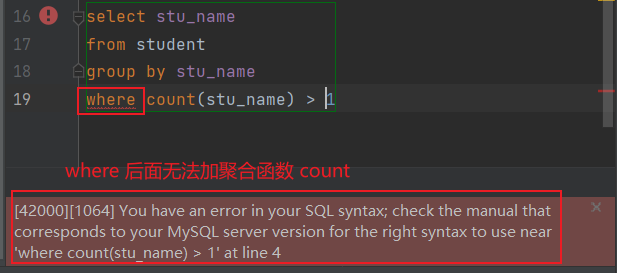 16 select stu_name
17 from student
18 group by stu_name
19 where count(stu_name) > 1
where 后面无法加聚合函数 count
[42000][1064] You have an error in your SQL syntax; check the manual that
corresponds to your MySQL server version for the right syntax to use near
'where count(stu_name) > 1' at line 4